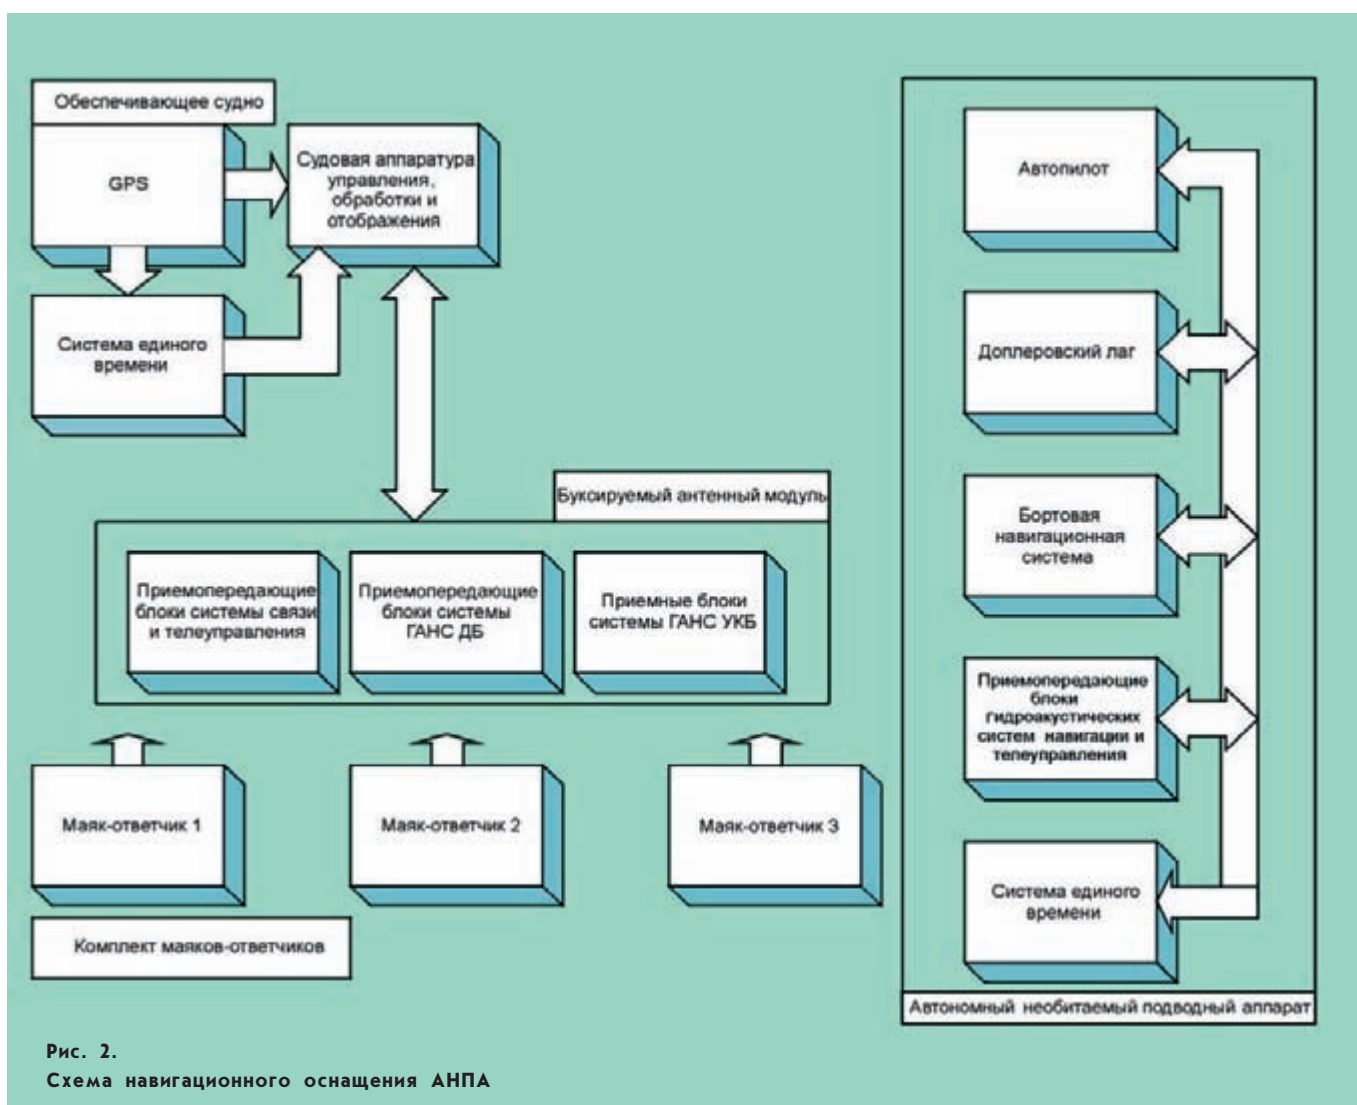 Обеспечивающее судно
GPS
Судовая аппаратура
управления,
обработки и
отображения
Система единого
времени
Буксируемый антенный модуль
Приемопередающие
блоки системы связи
и телеуправления
Приемопередающие
блоки системы
ГАНС ДБ
Приемные блоки
системы ГАНС УКБ
Маяк-ответчик 1
Маяк-ответчик 2
Маяк-ответчик 3
Комплект маяков-ответчиков
Автопилот
Доплеровский лаг
Бортовая
навигационная
система
Приемопередающие
блоки
гидроакустических
систем навигации и
телеуправления
Система единого
времени
Автономный необитаемый подводный аппарат
Рис. 2.
Схема навигационного оснащения АНПА